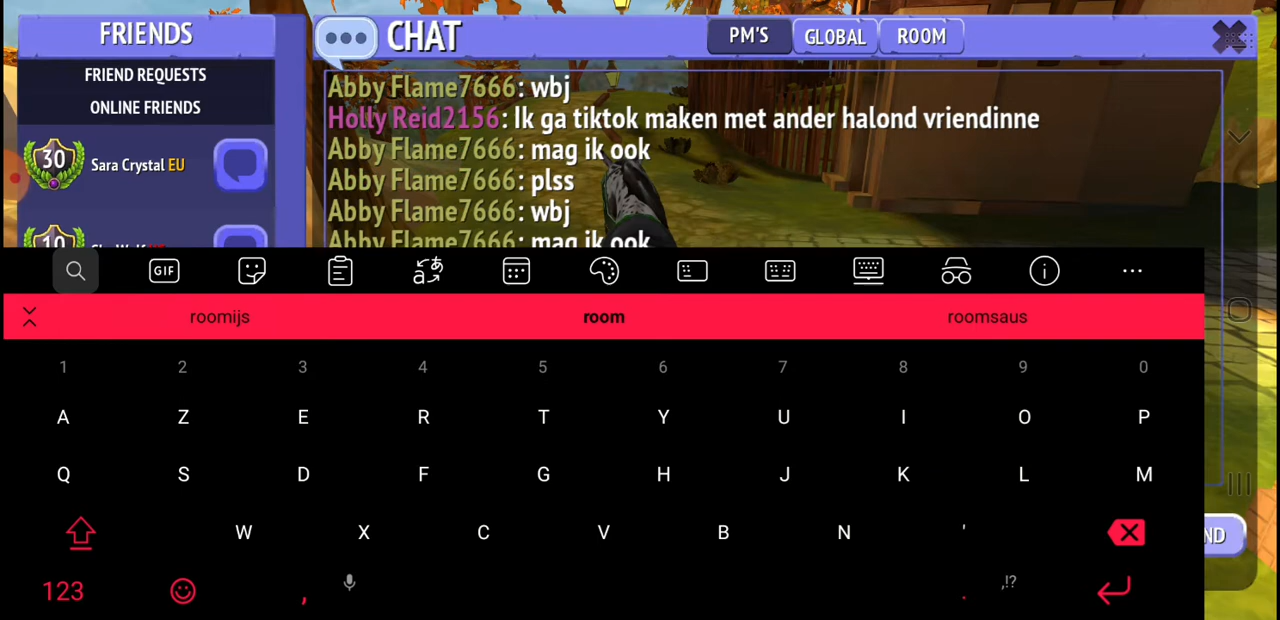 FRIENDS
FRIEND REQUESTS
ONLINE FRIENDS
30 Sara Crystal EU
10
CHAT
PM'S GLOBAL ROOM
Abby Flame7666: wbj
Holly Reid2156: Ik ga tiktok maken met ander halond vriendinne
Abby Flame7666: mag ik ook
Abby Flame7666: plss
Abby Flame7666: wbj
Abby Flame7666: mag ik ook
GIF
roomijs room roomsaus
1 2 3 4 5 6 7 8 9 0
A Z E R T Y U I O P
Q S D F G H J K L M
W X C V B N '
ND
123 , . ,!?